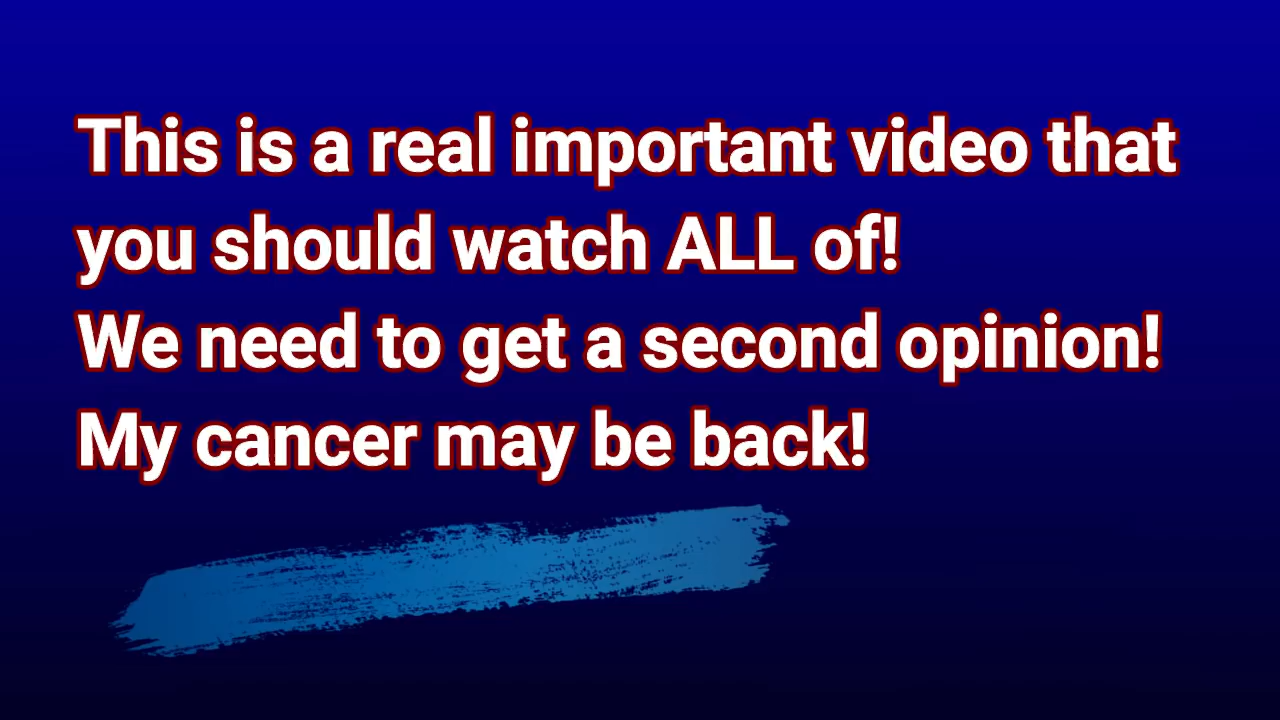 This is a real important video that
you should watch ALL of!
We need to get a second opinion!
My cancer may be back!